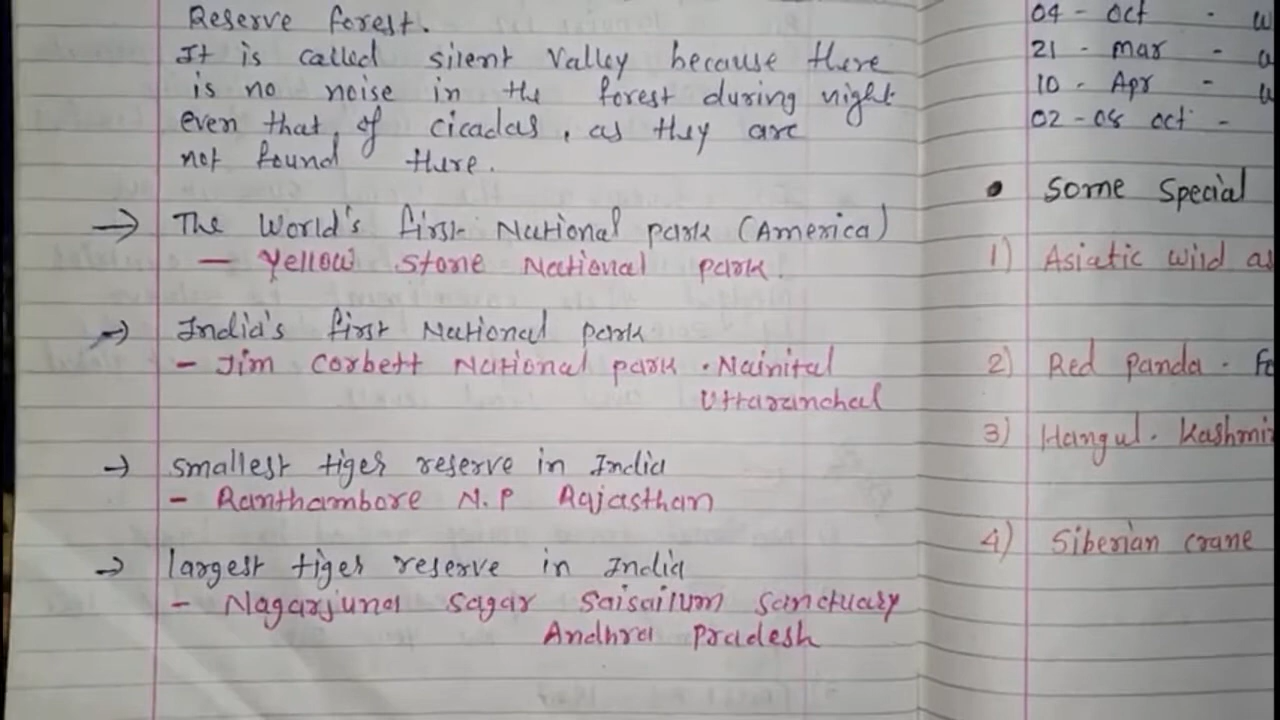 Reserve forest.
It is called silent Valley because there
is no noise in the forest during night
even that of cicadas, as they are
not found there.
→ The World's first National park (America)
— Yellow stone National park.
→ India's first National park
- Jim Corbett National park . Nainital
Uttaranchal
→ smallest tiger reserve in India
- Ranthambore N.P Rajasthan
→ largest tiger reserve in India
- Nagarjuna Sagar Saisailum Sanctuary
Andhra pradesh
04 - Oct -
21 - mar -
10 - Apr -
02 - 08 oct -
• Some Special
1) Asiatic wild
2) Red panda .
3) Hangul .
4) Siberian crane